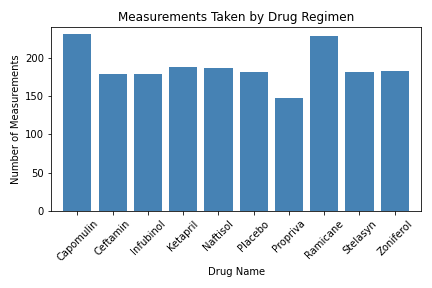 Measurements Taken by Drug Regimen
Number of Measurements
200
150
100
50
0
Capomulin
Ceftamin
Infubinol
Ketapril
Naftisol
Placebo
Propriva
Ramicane
Stelasyn
Zoniferol
Drug Name